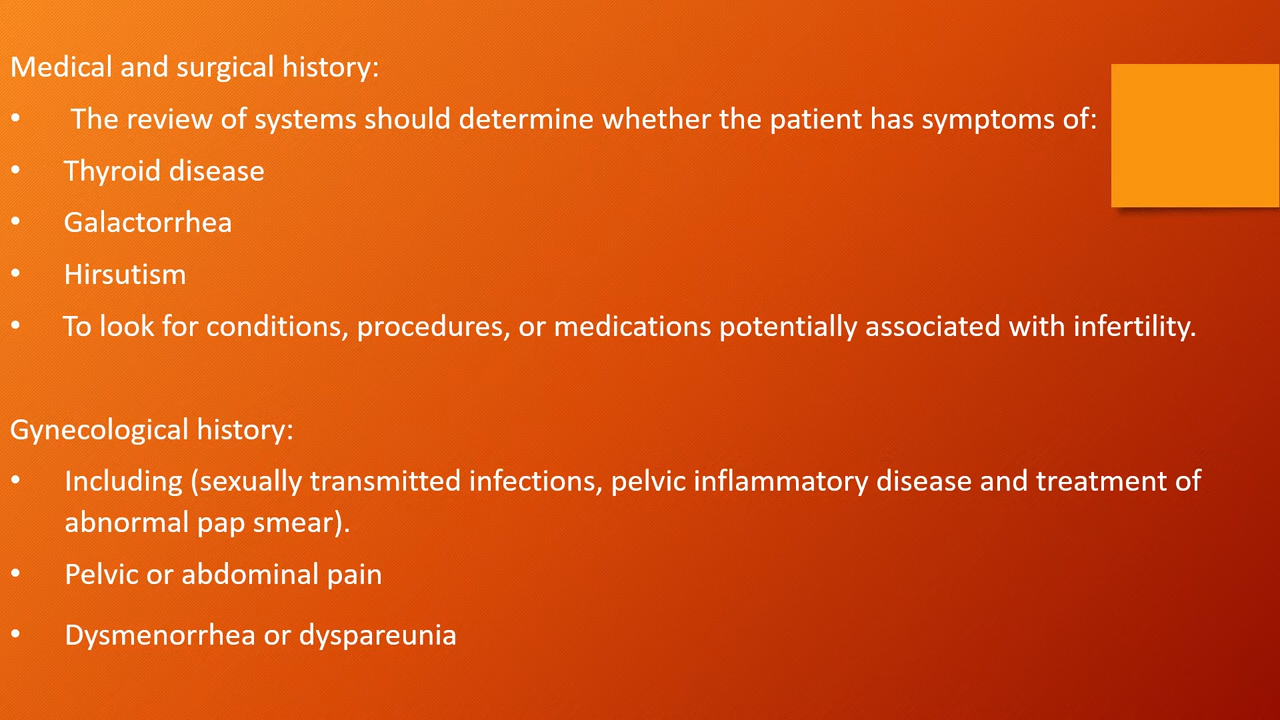 Medical and surgical history:
• The review of systems should determine whether the patient has symptoms of:
• Thyroid disease
• Galactorrhea
• Hirsutism
• To look for conditions, procedures, or medications potentially associated with infertility.
Gynecological history:
• Including (sexually transmitted infections, pelvic inflammatory disease and treatment of
abnormal pap smear).
• Pelvic or abdominal pain
• Dysmenorrhea or dyspareunia